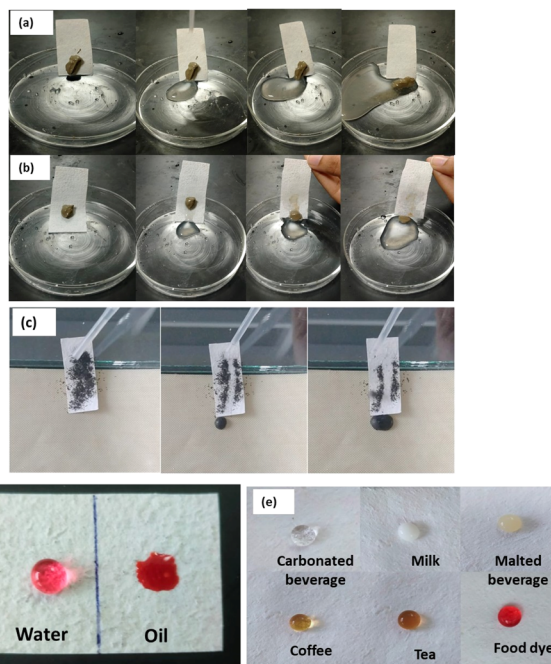 (a)
(b)
(c)
Water
Oil
(e)
Carbonated
beverage
Milk
Malted
beverage
Coffee
Tea
Food dye